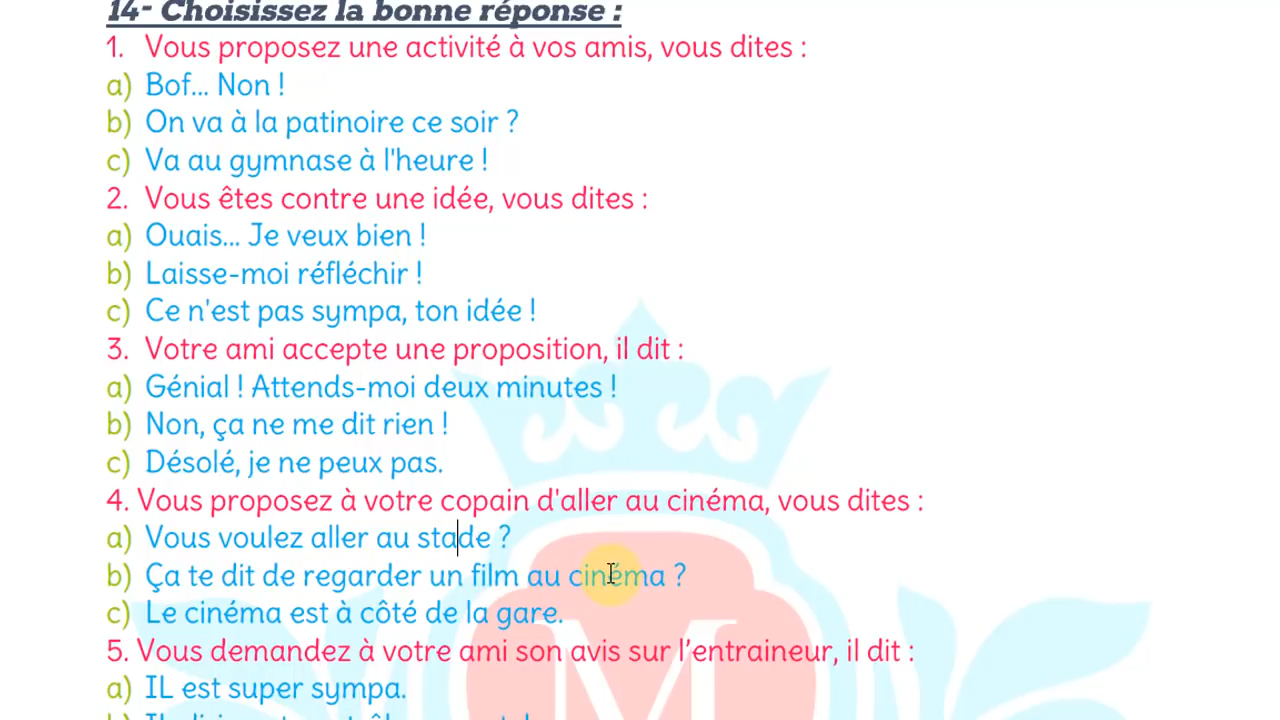 14- Choisissez la bonne réponse :
1. Vous proposez une activité à vos amis, vous dites :
a) Bof... Non !
b) On va à la patinoire ce soir ?
c) Va au gymnase à l'heure !
2. Vous êtes contre une idée, vous dites :
a) Ouais... Je veux bien !
b) Laisse-moi réfléchir !
c) Ce n'est pas sympa, ton idée !
3. Votre ami accepte une proposition, il dit :
a) Génial ! Attends-moi deux minutes !
b) Non, ça ne me dit rien !
c) Désolé, je ne peux pas.
4. Vous proposez à votre copain d'aller au cinéma, vous dites :
a) Vous voulez aller au stade ?
b) Ça te dit de regarder un film au cinéma ?
c) Le cinéma est à côté de la gare.
5. Vous demandez à votre ami son avis sur l’entraineur, il dit :
a) IL est super sympa.
M